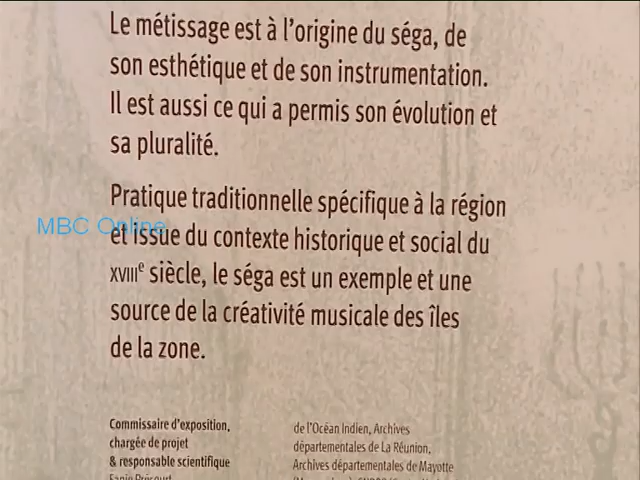 Le métissage est à l'origine du séga, de
son esthétique et de son instrumentation.
Il est aussi ce qui a permis son évolution et
sa pluralité.
Pratique traditionnelle spécifique à la région
MBC Online
et issue du contexte historique et social du
XVIIIe siècle, le séga est un exemple et une
source de la créativité musicale des îles
de la zone.
Commissaire d'exposition,
chargée de projet
& responsable scientifique
de l'Océan Indien, Archives
départementales de La Réunion,
Archives départementales de Mayotte